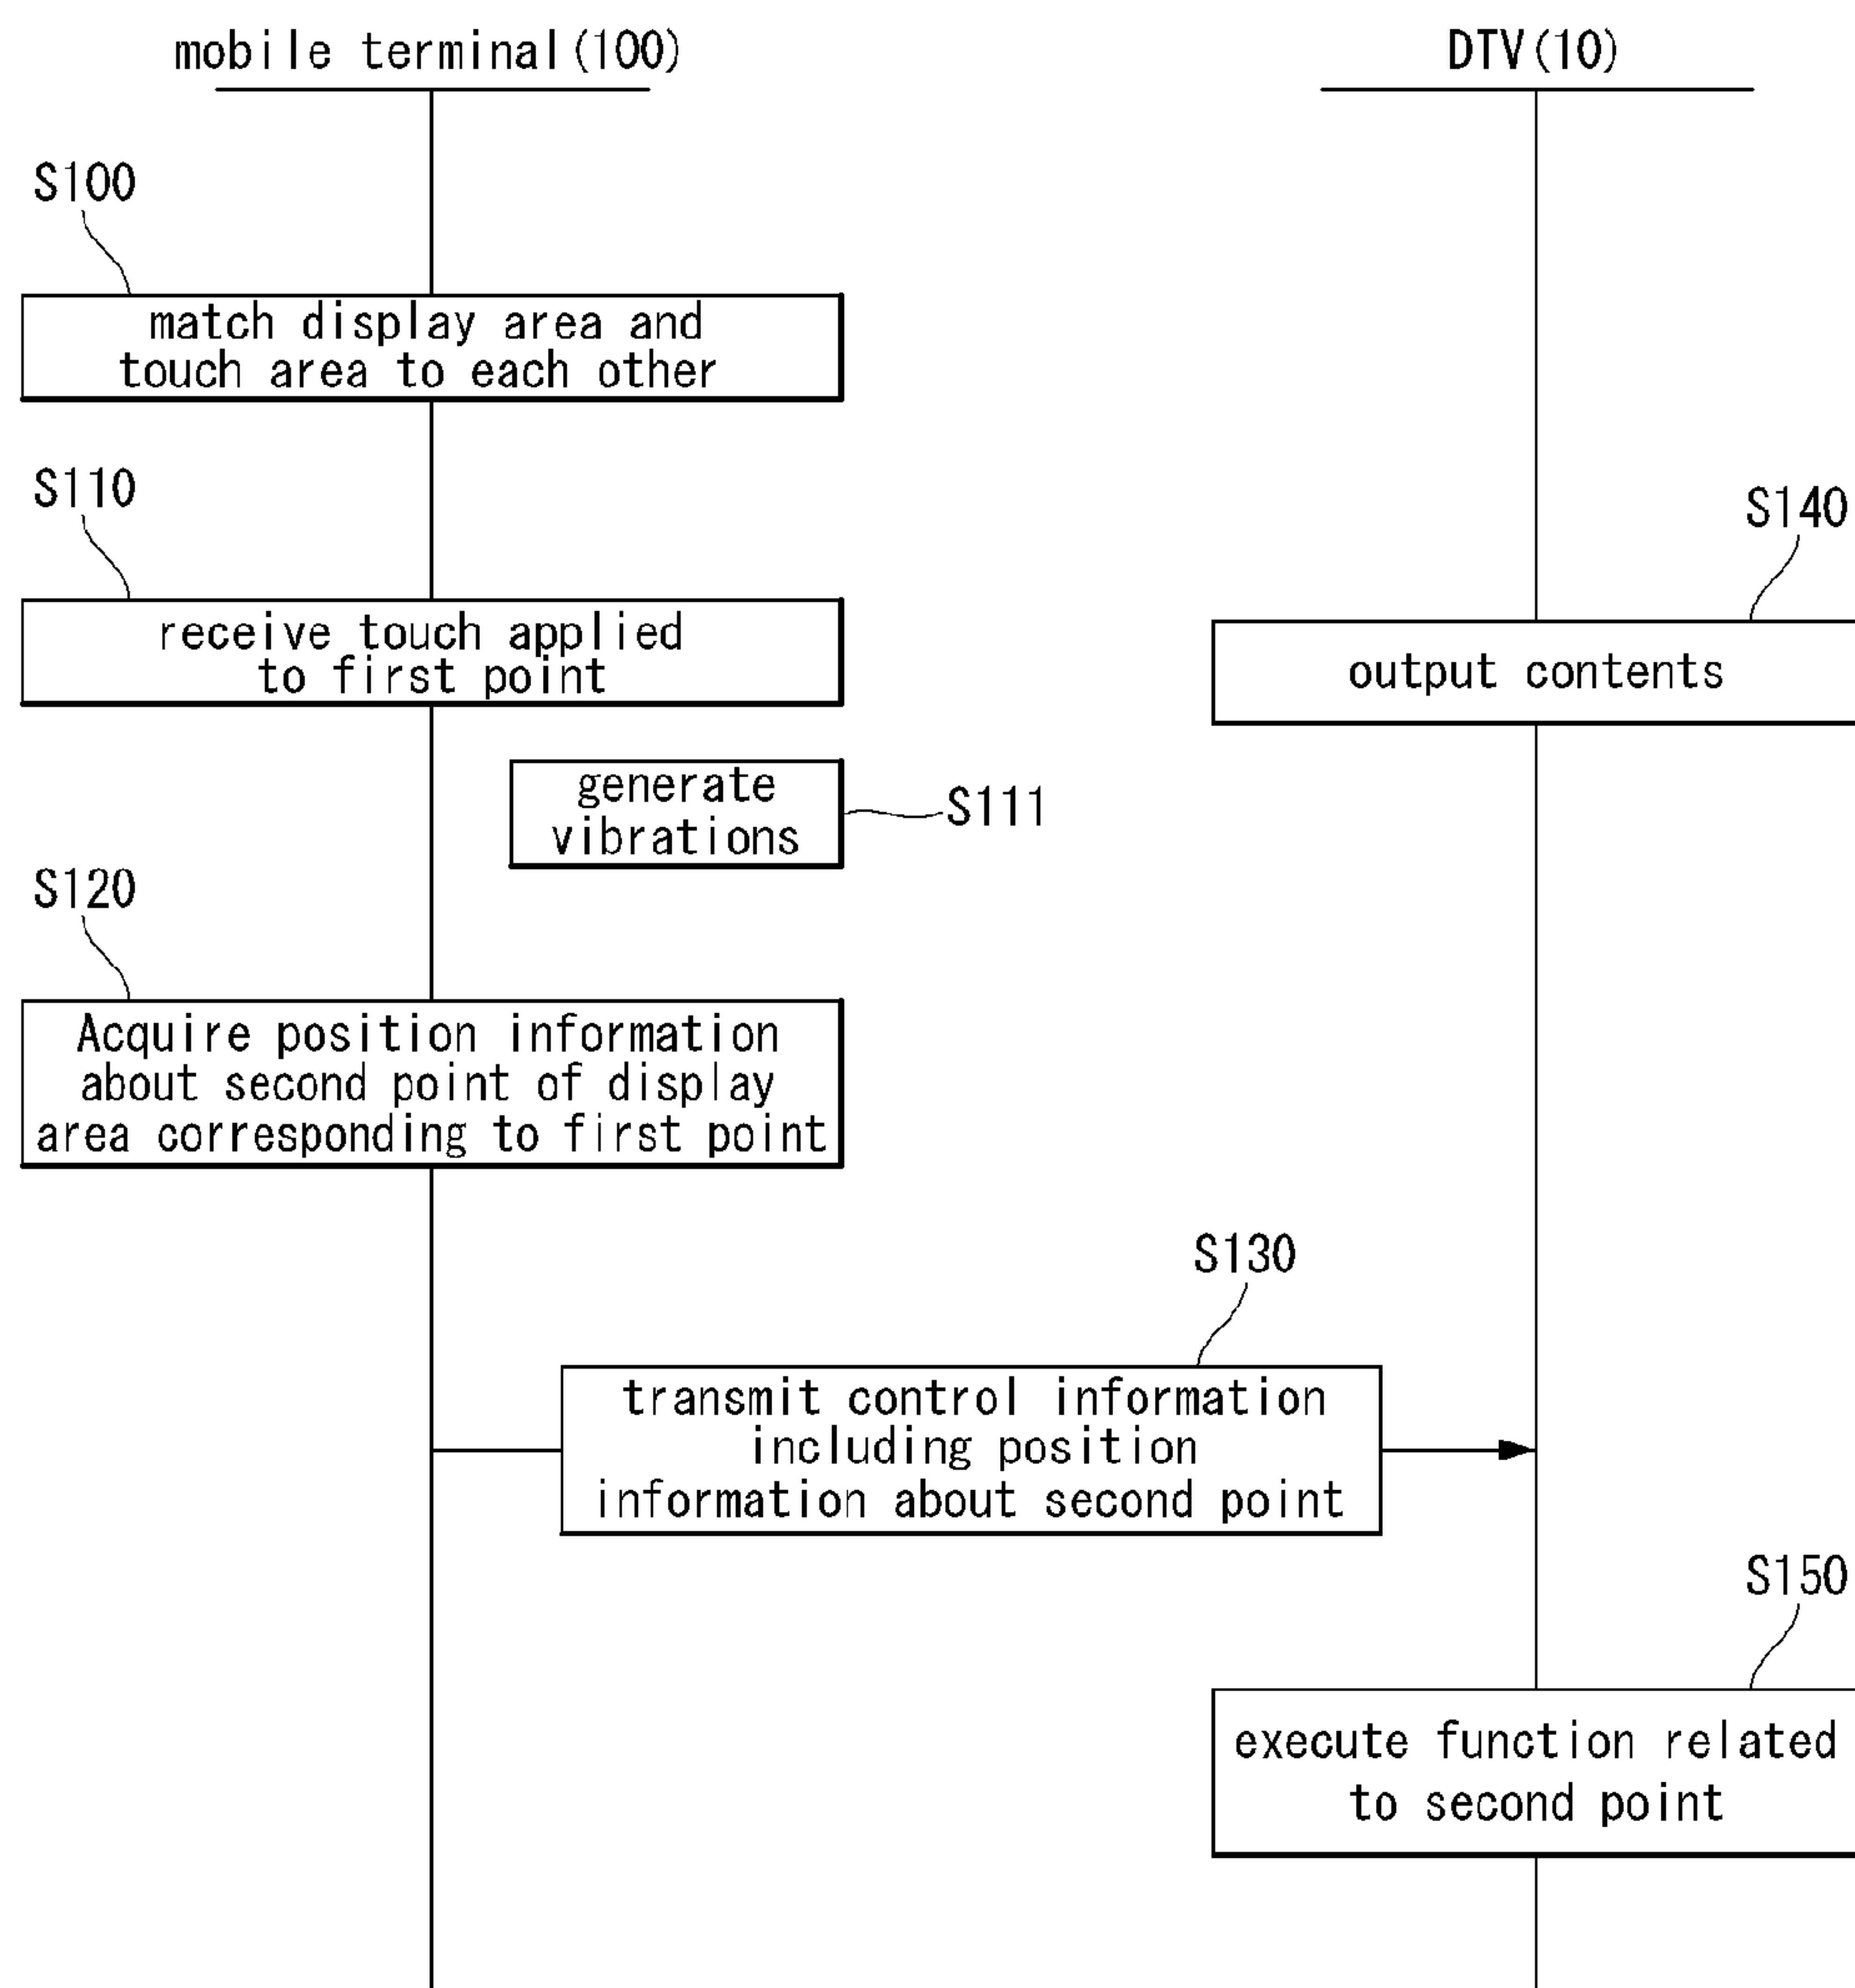 mobile terminal(100)
DTV(10)
S100
match display area and
touch area to each other
S110
receive touch applied
to first point
S140
output contents
generate
vibrations
S111
S120
Acquire position information
about second point of display
area corresponding to first point
S130
transmit control information
including position
information about second point
S150
execute function related
to second point